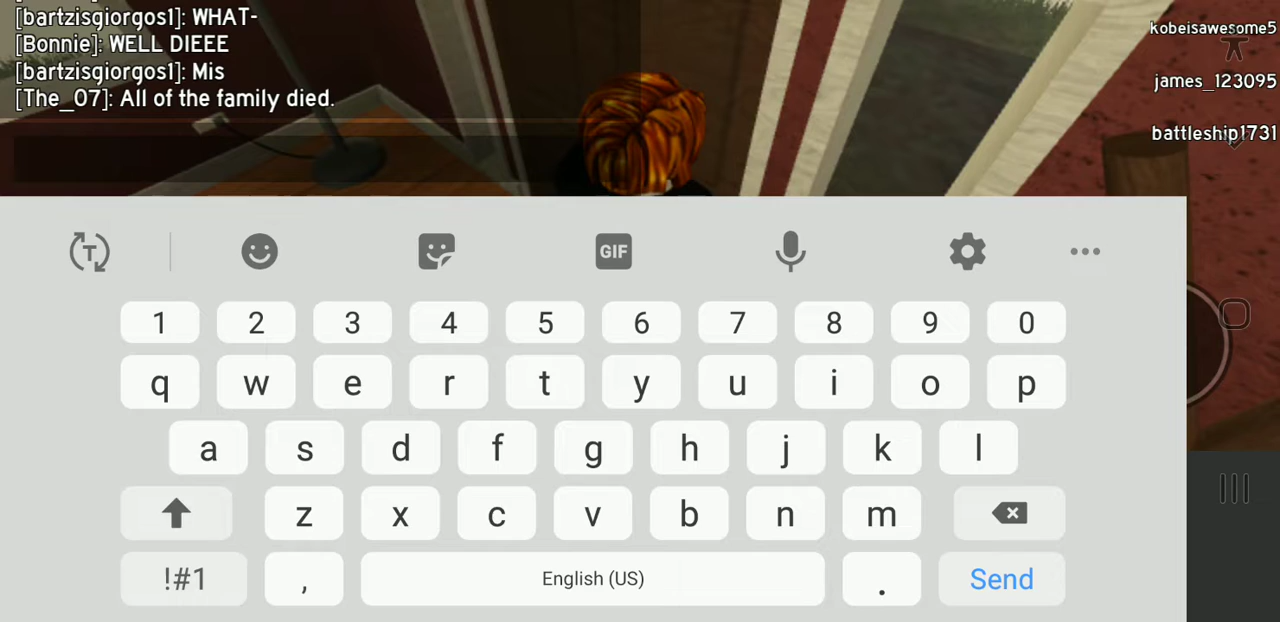 [bartzisgiorgos1]: WHAT-
[Bonnie]: WELL DIEEE
[bartzisgiorgos1]: Mis
[The_07]: All of the family died.
kobeisawesome5
james_123095
battleship1731
T
GIF
1 2 3 4 5 6 7 8 9 0
q w e r t y u i o p
a s d f g h j k l
z x c v b n m
!#1 , English (US) . Send